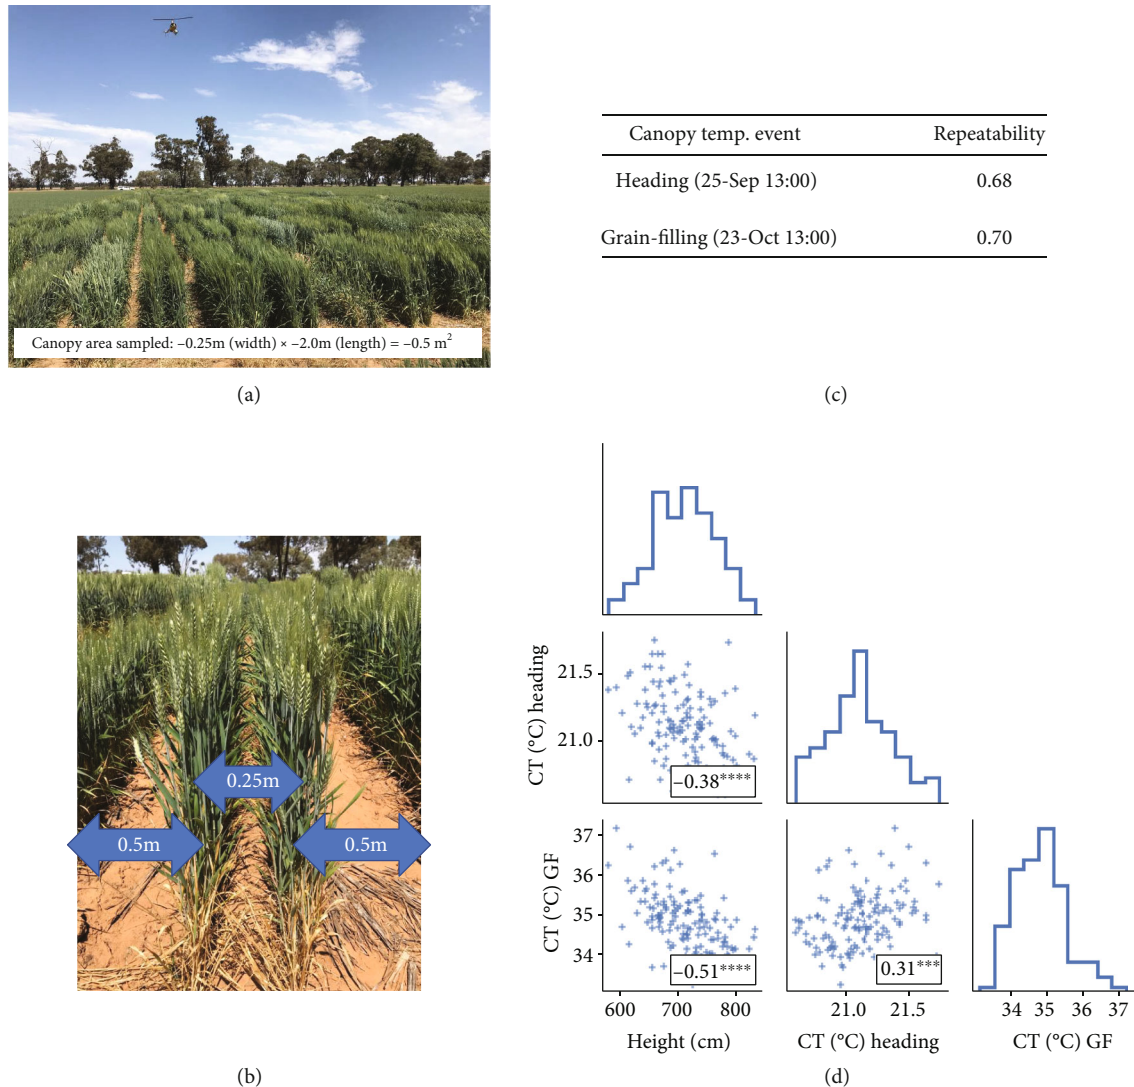 Canopy area sampled: –0.25m (width) × –2.0m (length) = –0.5 m²
(a)
Canopy temp. event Repeatability
Heading (25-Sep 13:00) 0.68
Grain-filling (23-Oct 13:00) 0.70
(c)
0.25m
0.5m 0.5m
(b)
CT (°C) heading
21.5
21.0
–0.38****
CT (°C) GF
37
36
35
34
–0.51****
0.31***
600 700 800
21.0 21.5
34 35 36 37
Height (cm)
CT (°C) heading
CT (°C) GF
(d)